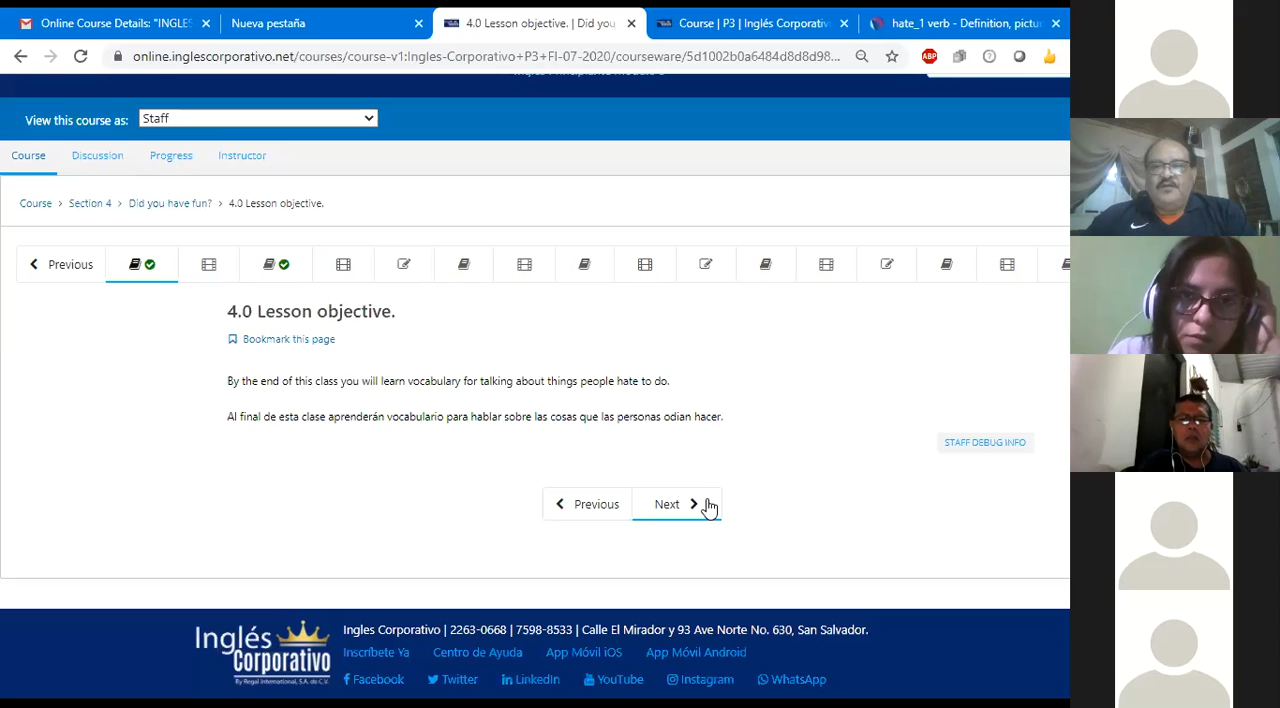 Online Course Details: "INGLES
Nueva pestaña
4.0 Lesson objective. | Did you
Course | P3 | Inglés Corporativ
hate_1 verb - Definition, pictu
online.inglescorporativo.net/courses/course-v1:Ingles-Corporativo+P3+FI-07-2020/courseware/5d1002b0a6484d8d8d98...
ABP
View this course as:
Staff
Course
Discussion
Progress
Instructor
Course > Section 4 > Did you have fun? > 4.0 Lesson objective.
Previous
4.0 Lesson objective.
Bookmark this page
By the end of this class you will learn vocabulary for talking about things people hate to do.
Al final de esta clase aprenderán vocabulario para hablar sobre las cosas que las personas odian hacer.
STAFF DEBUG INFO
Previous
Next
Inglés
Corporativo
By Regal International, S.A. de C.V.
Ingles Corporativo | 2263-0668 | 7598-8533 | Calle El Mirador y 93 Ave Norte No. 630, San Salvador.
Inscríbete Ya
Centro de Ayuda
App Móvil iOS
App Móvil Android
Facebook
Twitter
LinkedIn
YouTube
Instagram
WhatsApp